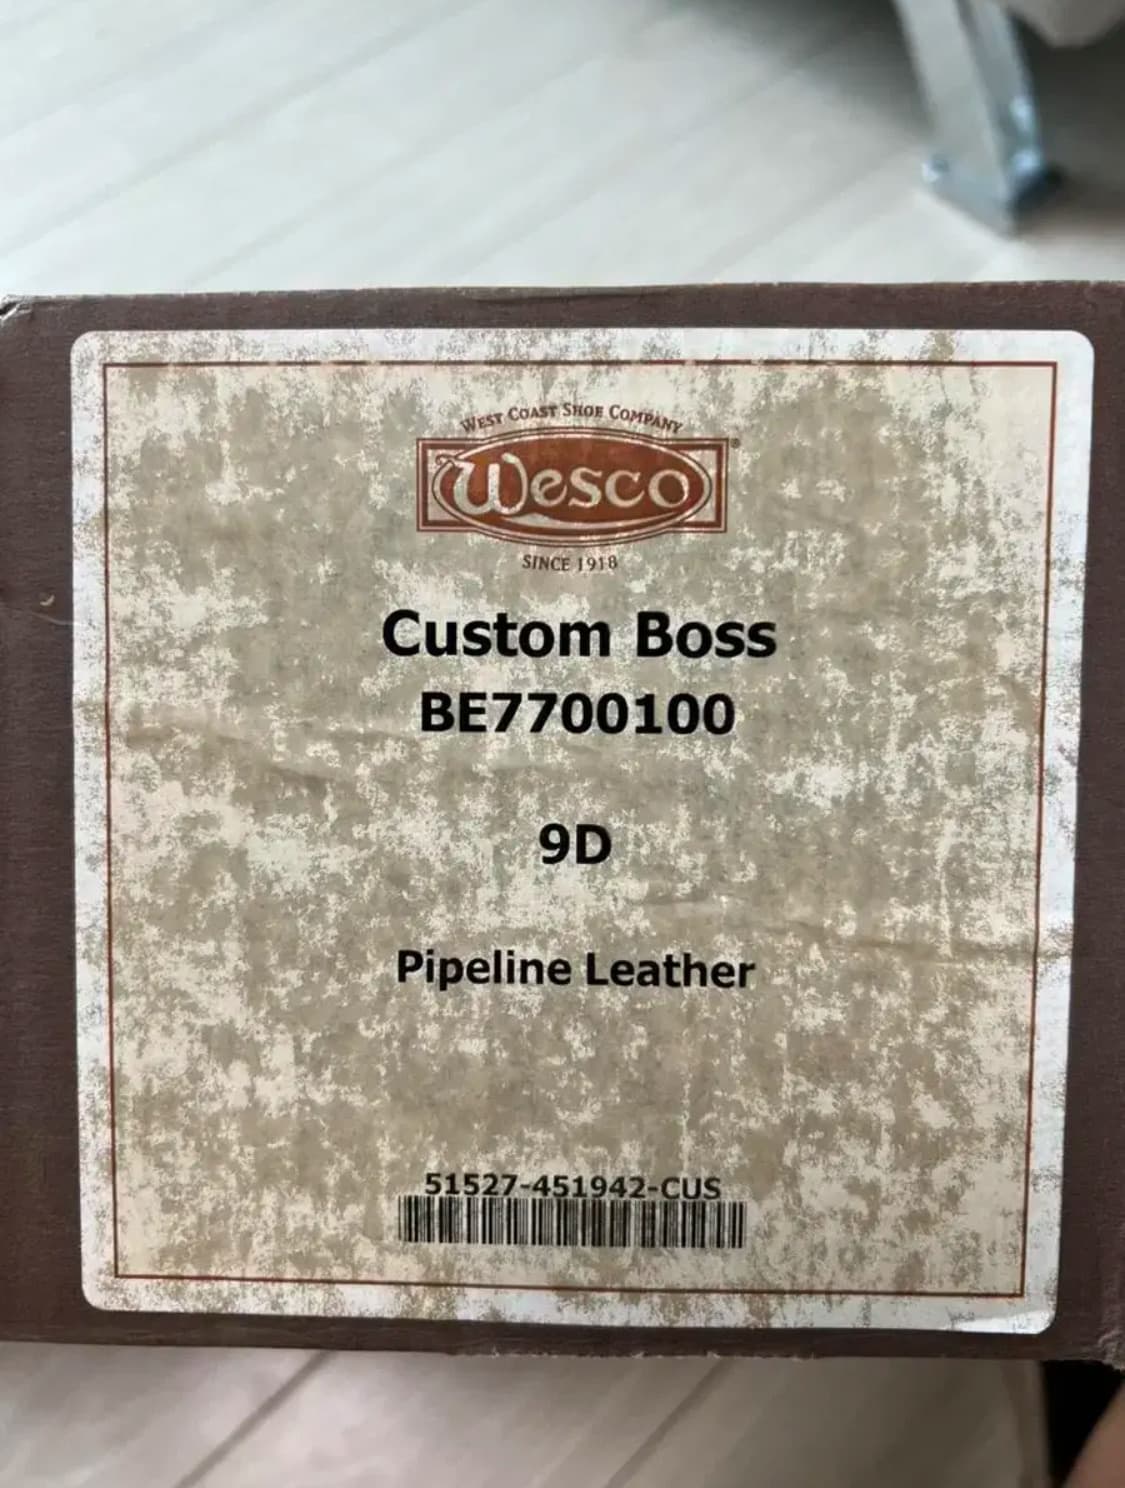 WEST COAST SHOE COMPANY
Wesco®
SINCE 1918
Custom Boss
BE7700100
9D
Pipeline Leather
51527-451942-CUS